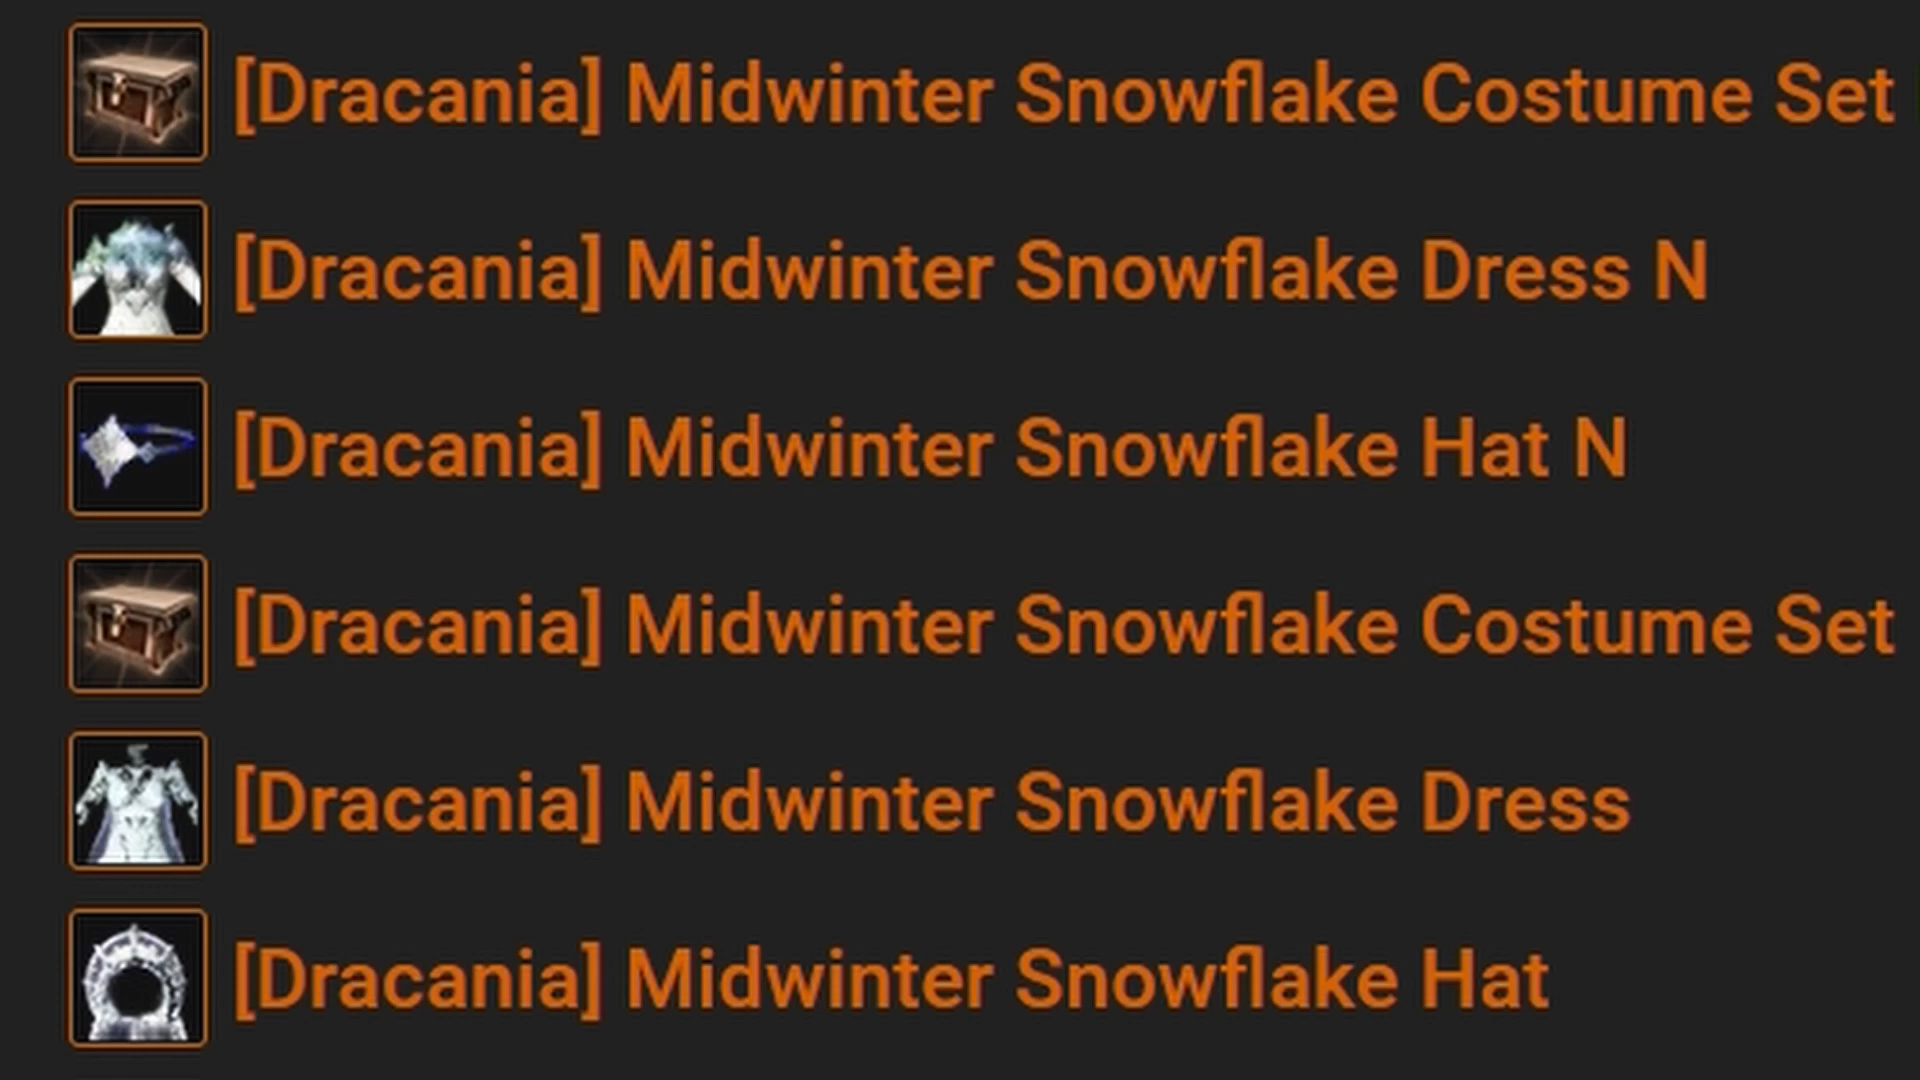 [Dracania] Midwinter Snowflake Costume Set
[Dracania] Midwinter Snowflake Dress N
[Dracania] Midwinter Snowflake Hat N
[Dracania] Midwinter Snowflake Costume Set
[Dracania] Midwinter Snowflake Dress
[Dracania] Midwinter Snowflake Hat